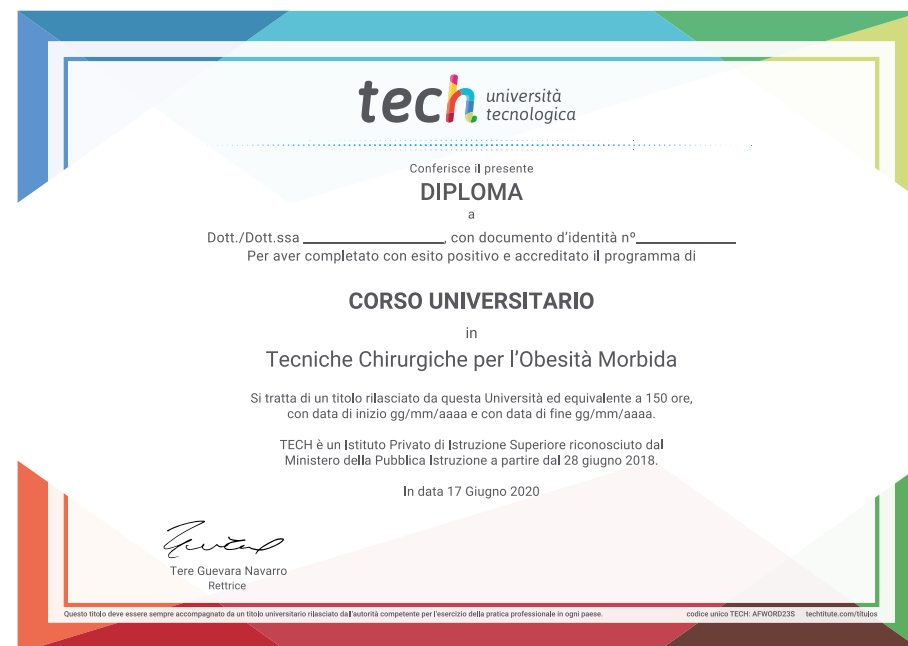 tech università
tecnologica
Conferisce il presente
DIPLOMA
a
Dott./Dott.ssa ____________________, con documento d'identità nº______________
Per aver completato con esito positivo e accreditato il programma di
CORSO UNIVERSITARIO
in
Tecniche Chirurgiche per l'Obesità Morbida
Si tratta di un titolo rilasciato da questa Università ed equivalente a 150 ore,
con data di inizio gg/mm/aaaa e con data di fine gg/mm/aaaa.
TECH è un Istituto Privato di Istruzione Superiore riconosciuto dal
Ministero della Pubblica Istruzione a partire dal 28 giugno 2018.
In data 17 Giugno 2020
Tere Guevara Navarro
Rettrice
Questo titolo deve essere sempre accompagnato da un titolo universitario rilasciato dall'autorità competente per l'esercizio della pratica professionale in ogni paese. codice unico TECH: AFWORD23S techtitute.com/titulos